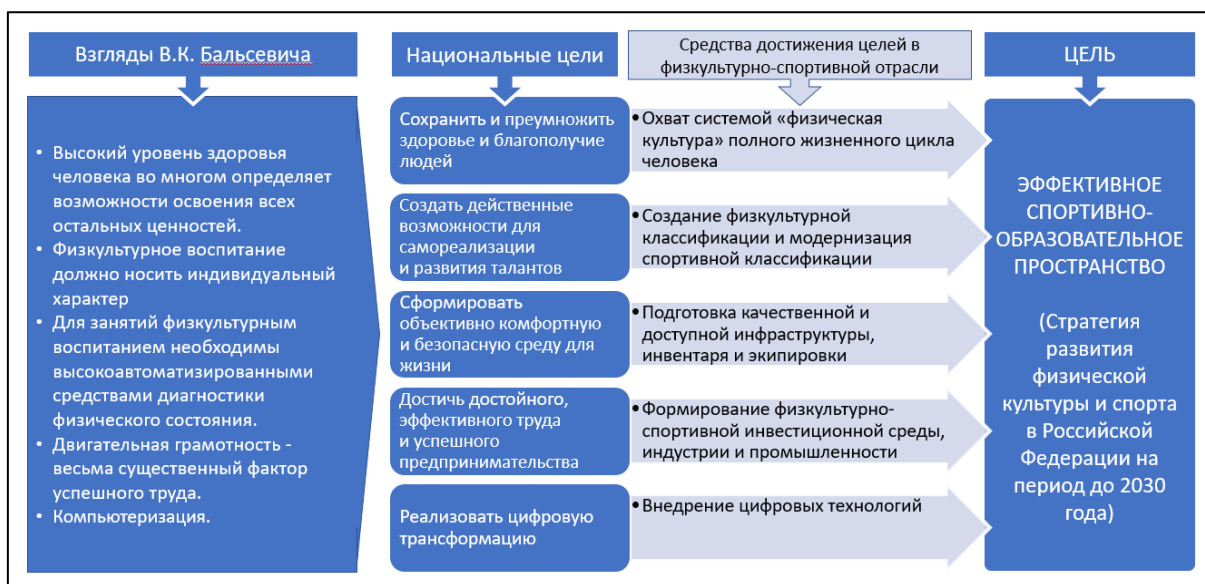 Взгляды В.К. Бальсевича
• Высокий уровень здоровья
человека во многом определяет
возможности освоения всех
остальных ценностей.
• Физкультурное воспитание
должно носить индивидуальный
характер
• Для занятий физкультурным
воспитанием необходимы
высокоавтоматизированными
средствами диагностики
физического состояния.
• Двигательная грамотность -
весьма существенный фактор
успешного труда.
• Компьютеризация.
Национальные цели
Средства достижения целей в
физкультурно-спортивной отрасли
Сохранить и преумножить
здоровье и благополучие
людей
• Охват системой «физическая
культура» полного жизненного цикла
человека
Создать действенные
возможности для
самореализации
и развития талантов
• Создание физкультурной
классификации и модернизация
спортивной классификации
Сформировать
объективно комфортную
и безопасную среду для
жизни
• Подготовка качественной и
доступной инфраструктуры,
инвентаря и экипировки
Достичь достойного,
эффективного труда
и успешного
предпринимательства
• Формирование физкультурно-
спортивной инвестиционной среды,
индустрии и промышленности
Реализовать цифровую
трансформацию
• Внедрение цифровых технологий
ЦЕЛЬ
ЭФФЕКТИВНОЕ
СПОРТИВНО-
ОБРАЗОВАТЕЛЬНОЕ
ПРОСТРАНСТВО
(Стратегия
развития
физической
культуры и спорта
в Российской
Федерации на
период до 2030
года)